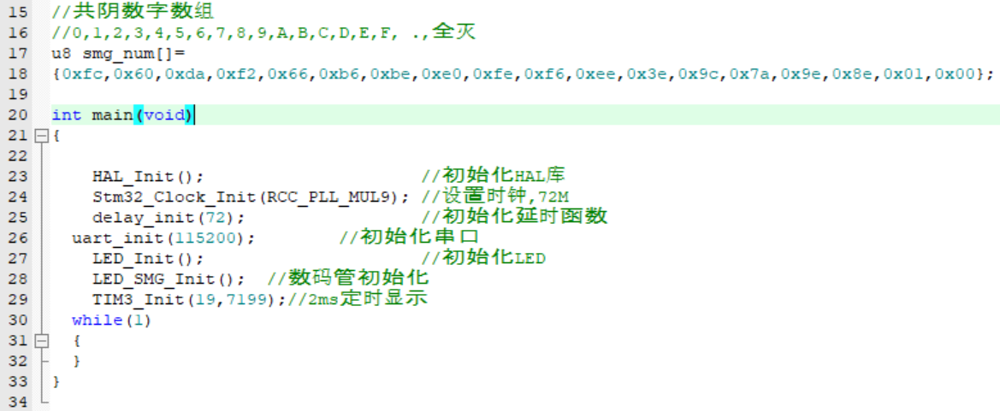 15 //共阴数字数组
16 //0,1,2,3,4,5,6,7,8,9,A,B,C,D,E,F, .,全灭
17 u8 smg_num[]=
18 {0xfc,0x60,0xda,0xf2,0x66,0xb6,0xbe,0xe0,0xfe,0xf6,0xee,0x3e,0x9c,0x7a,0x9e,0x8e,0x01,0x00};
19
20 int main(void)
21 {
22
23 HAL_Init(); //初始化HAL库
24 Stm32_Clock_Init(RCC_PLL_MUL9); //设置时钟,72M
25 delay_init(72); //初始化延时函数
26 uart_init(115200); //初始化串口
27 LED_Init(); //初始化LED
28 LED_SMG_Init(); //数码管初始化
29 TIM3_Init(19,7199);//2ms定时显示
30 while(1)
31 {
32 }
33 }
34